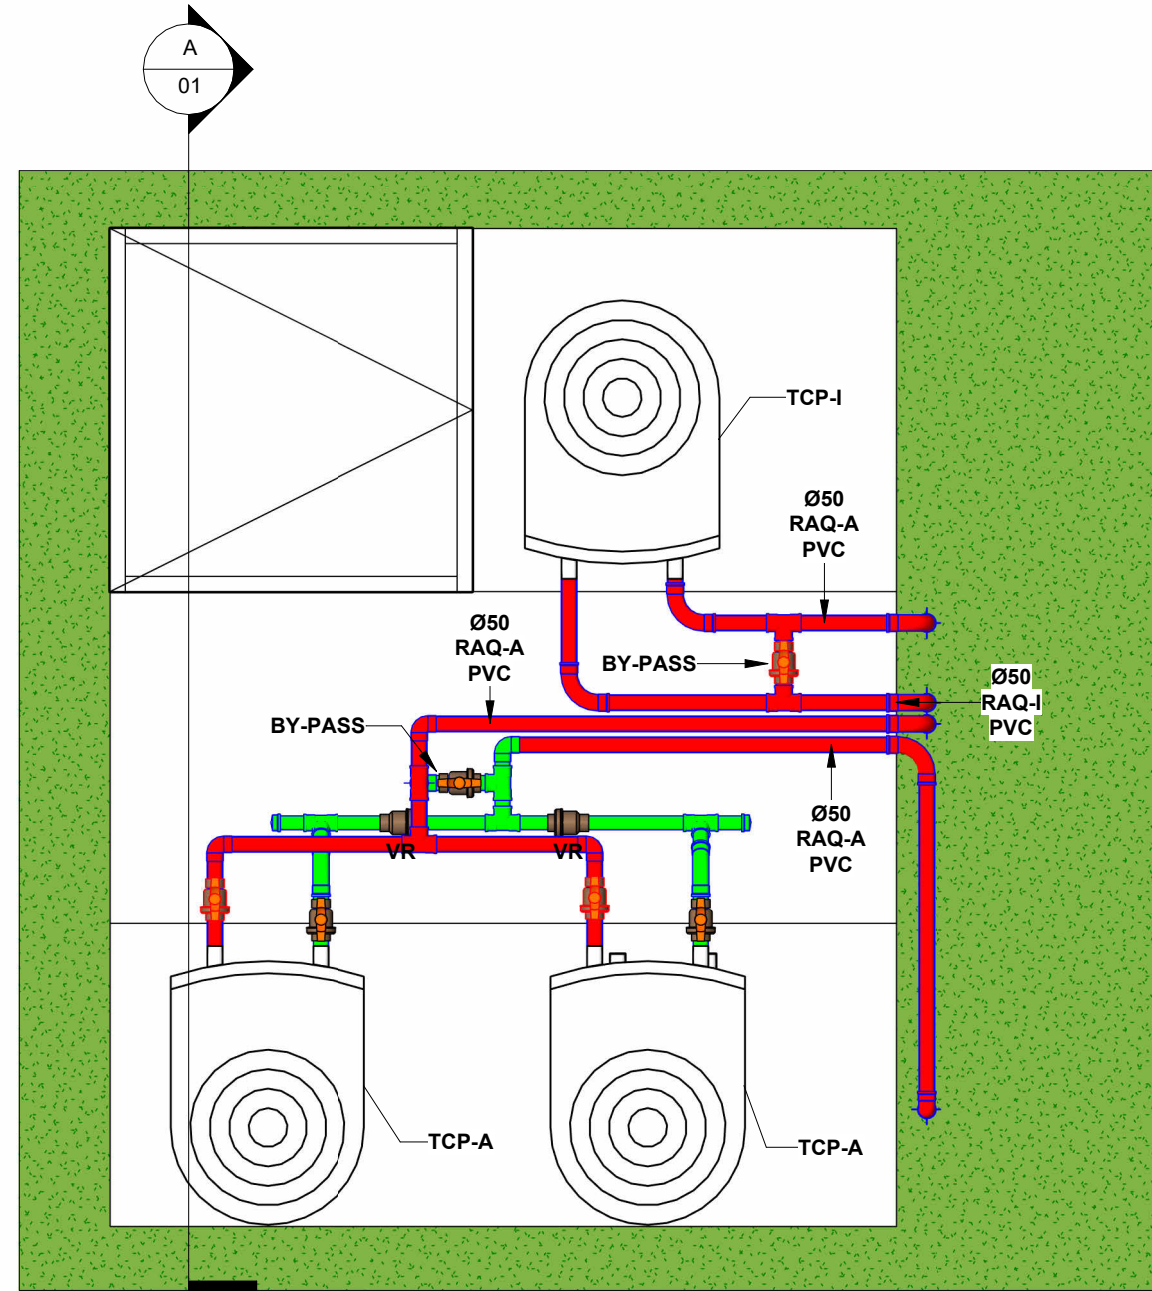 A
01
TCP-I
Ø50
RAQ-A
PVC
Ø50
RAQ-A
PVC
BY-PASS
Ø50
RAQ-I
PVC
BY-PASS
Ø50
RAQ-A
PVC
VR
VR
TCP-A
TCP-A